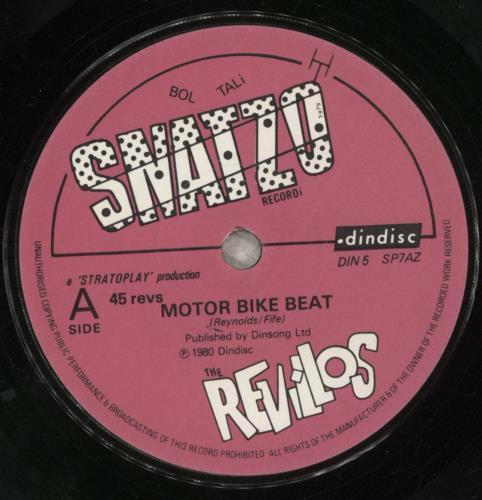 BOL TALi
SNATZO
RECORDi
.dindisc
DIN 5 SP7AZ
a 'STRATOPLAY' production
A
SIDE
45 revs
MOTOR BIKE BEAT
(Reynolds/Fife)
Published by Dinsong Ltd
℗ 1980 Dindisc
THE
REViLLOS
UNAUTHORISED COPYING PUBLIC PERFORMANCE & BROADCASTING OF THIS RECORD PROHIBITED. ALL RIGHTS OF THE MANUFACTURER & OF THE OWNER OF THE RECORDED WORK RESERVED